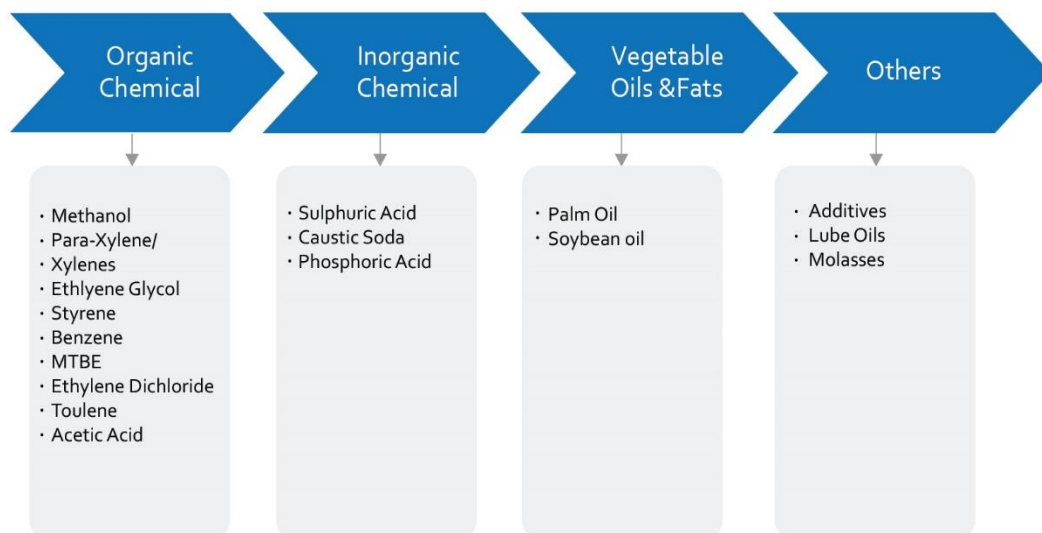 Organic
Chemical
· Methanol
· Para-Xylene/
· Xylenes
· Ethlyene Glycol
· Styrene
· Benzene
· MTBE
· Ethylene Dichloride
· Toulene
· Acetic Acid
Inorganic
Chemical
· Sulphuric Acid
· Caustic Soda
· Phosphoric Acid
Vegetable
Oils &Fats
· Palm Oil
· Soybean oil
Others
· Additives
· Lube Oils
· Molasses